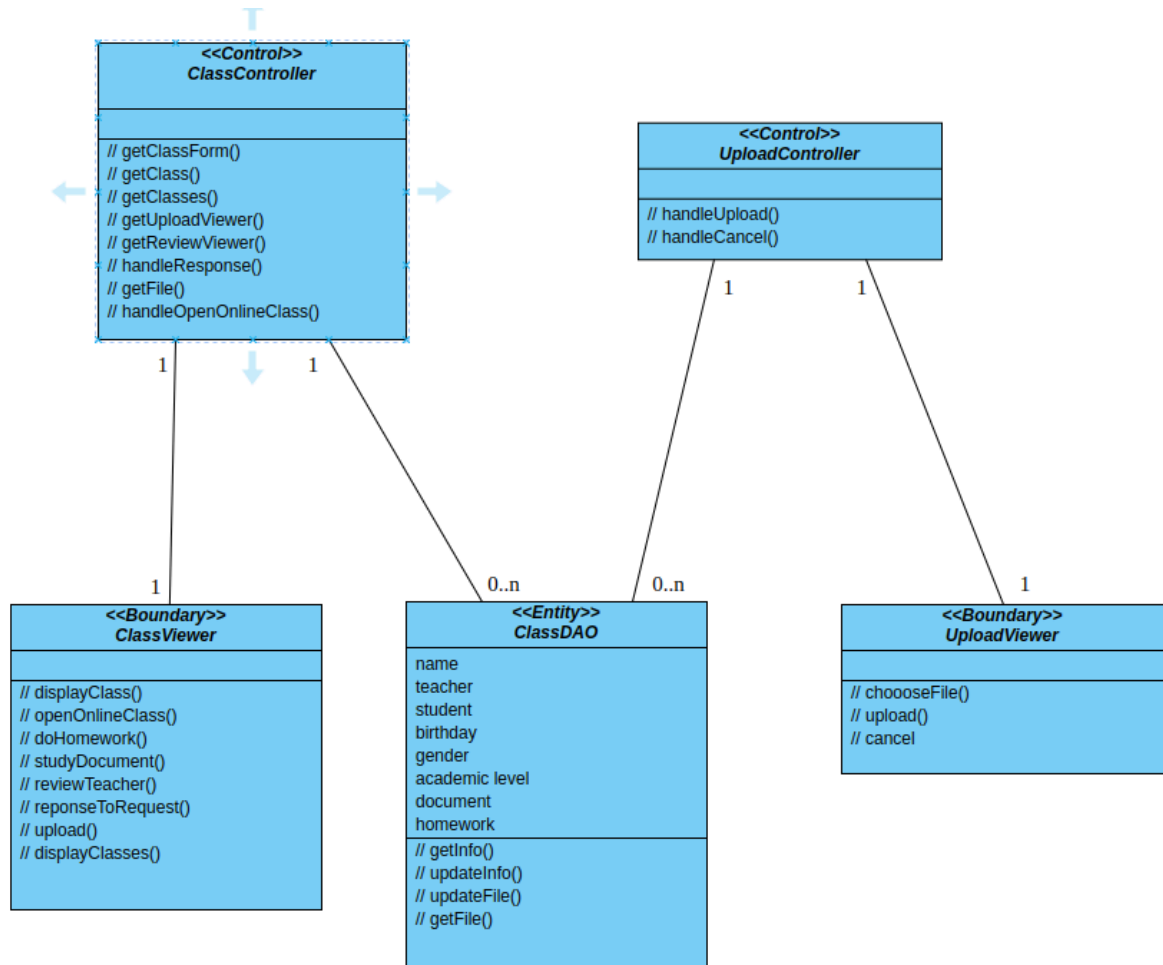 <<Control>>
ClassController
// getClassForm()
// getClass()
// getClasses()
// getUploadViewer()
// getReviewViewer()
// handleResponse()
// getFile()
// handleOpenOnlineClass()
<<Control>>
UploadController
// handleUpload()
// handleCancel()
1
1
1
1
1
0..n
0..n
1
<<Boundary>>
ClassViewer
// displayClass()
// openOnlineClass()
// doHomework()
// studyDocument()
// reviewTeacher()
// reponseToRequest()
// upload()
// displayClasses()
<<Entity>>
ClassDAO
name
teacher
student
birthday
gender
academic level
document
homework
// getInfo()
// updateInfo()
// updateFile()
// getFile()
<<Boundary>>
UploadViewer
// choooseFile()
// upload()
// cancel